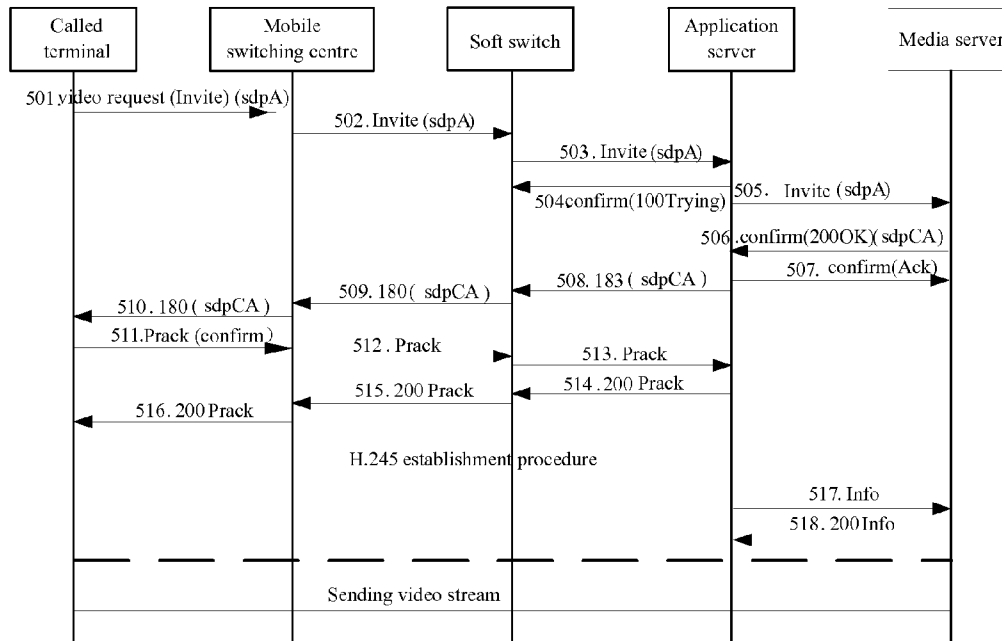 Called
terminal
Mobile
switching centre
Soft switch
Application
server
Media server
501 video request (Invite) (sdpA)
502. Invite (sdpA)
503. Invite (sdpA)
504confirm(100Trying)
505. Invite (sdpA)
506.confirm(200OK)(sdpCA)
507. confirm(Ack)
508. 183 ( sdpCA )
509. 180 ( sdpCA )
510. 180 ( sdpCA )
511.Prack (confirm)
512. Prack
513. Prack
514. 200 Prack
515. 200 Prack
516. 200 Prack
H.245 establishment procedure
517. Info
518. 200 Info
Sending video stream